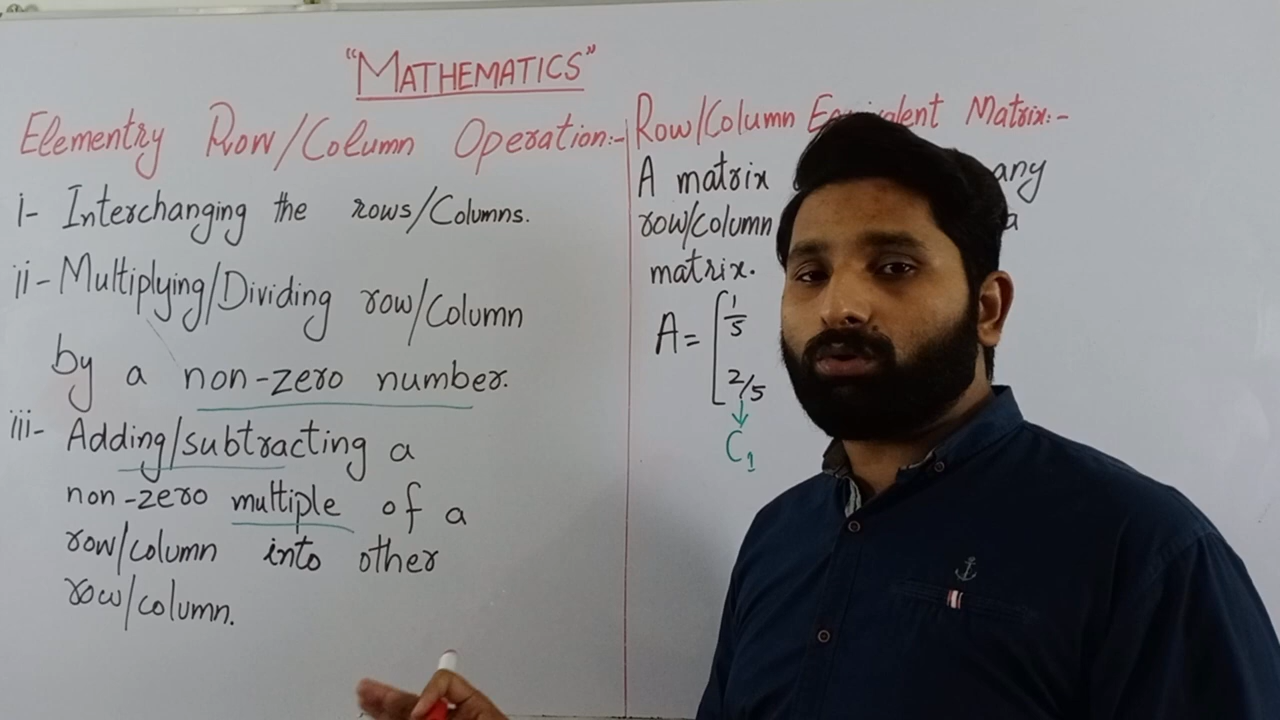 "MATHEMATICS"
Elementry Row/Column Operation:-
i- Interchanging the rows/Columns.
ii- Multiplying/Dividing row/Column
by a non-zero number.
iii- Adding/subtracting a
non-zero multiple of a
row/column into other
row/column.
Row/Column Matrix:-
A matrix any
row/column a
matrix.
A = [ 1/5
2/5
C1